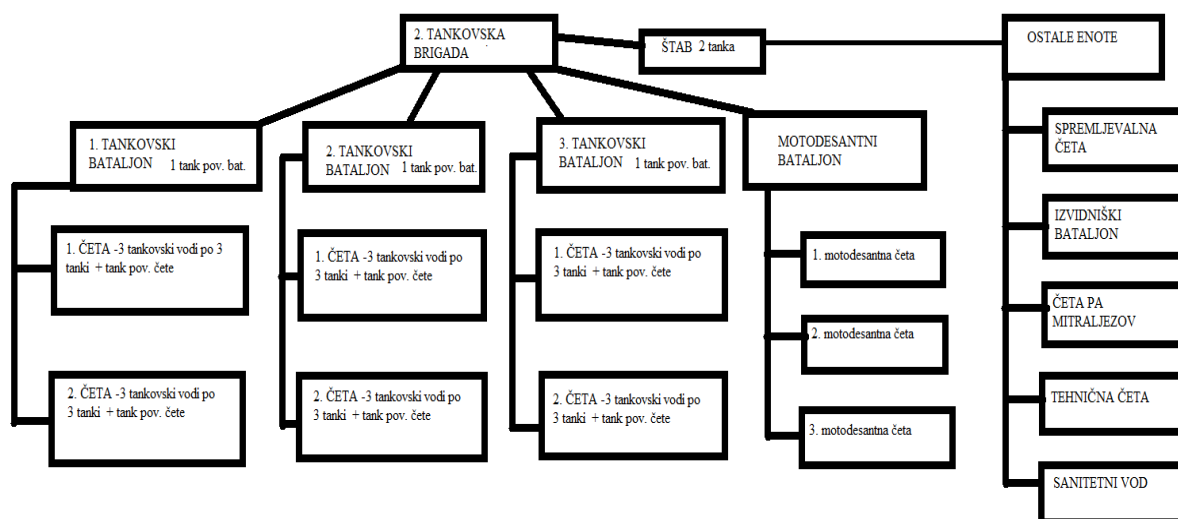 2. TANKOVSKA
BRIGADA
ŠTAB 2 tanka
OSTALE ENOTE
1. TANKOVSKI
BATALJON 1 tank pov. bat.
1. ČETA -3 tankovski vodi po 3
tanki + tank pov. čete
2. ČETA -3 tankovski vodi po
3 tanki + tank pov. čete
2. TANKOVSKI
BATALJON 1 tank pov. bat.
1. ČETA -3 tankovski vodi po
3 tanki + tank pov. čete
2. ČETA -3 tankovski vodi po
3 tanki + tank pov. čete
3. TANKOVSKI
BATALJON 1 tank pov. bat.
1. ČETA -3 tankovski vodi po
3 tanki + tank pov. čete
2. ČETA -3 tankovski vodi po
3 tanki + tank pov. čete
MOTODESANTNI
BATALJON
1. motodesantna četa
2. motodesantna četa
3. motodesantna četa
SPREMLJEVALNA
ČETA
IZVIDNIŠKI
BATALJON
ČETA PA
MITRALJEZOV
TEHNIČNA ČETA
SANITETNI VOD